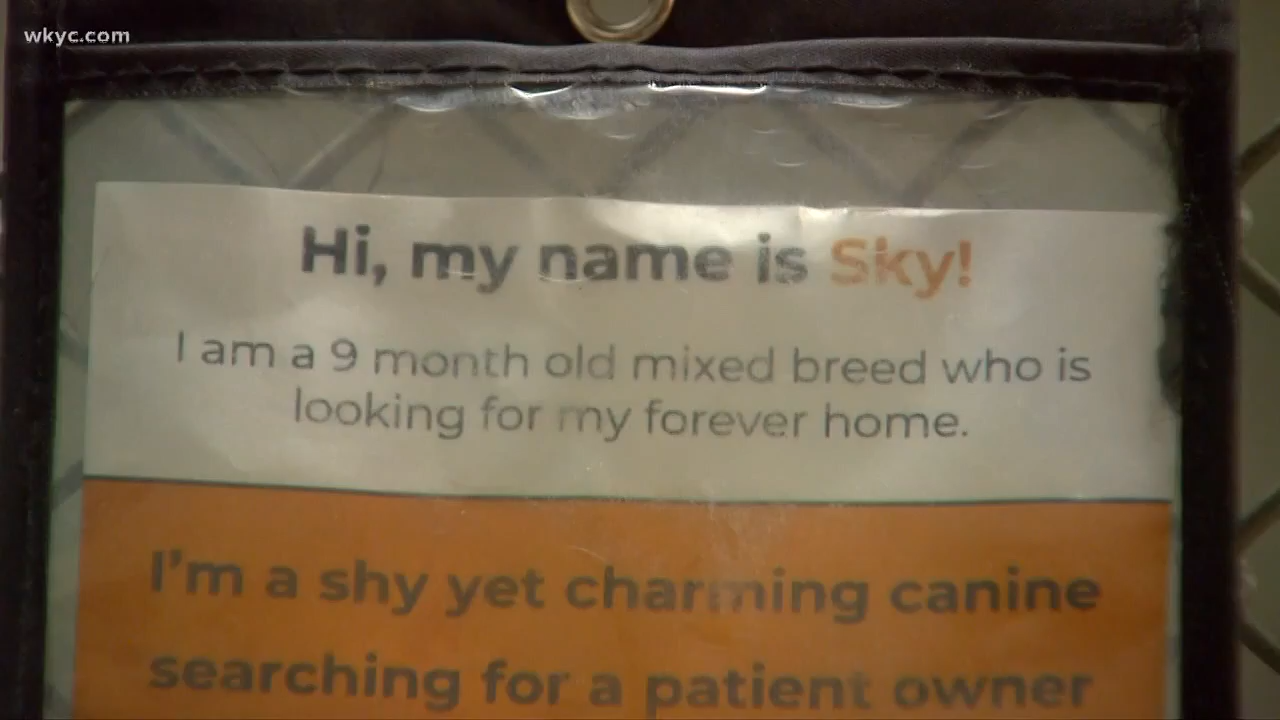 wkyc.com
Hi, my name is Sky!
I am a 9 month old mixed breed who is
looking for my forever home.
I'm a shy yet charming canine
searching for a patient owner